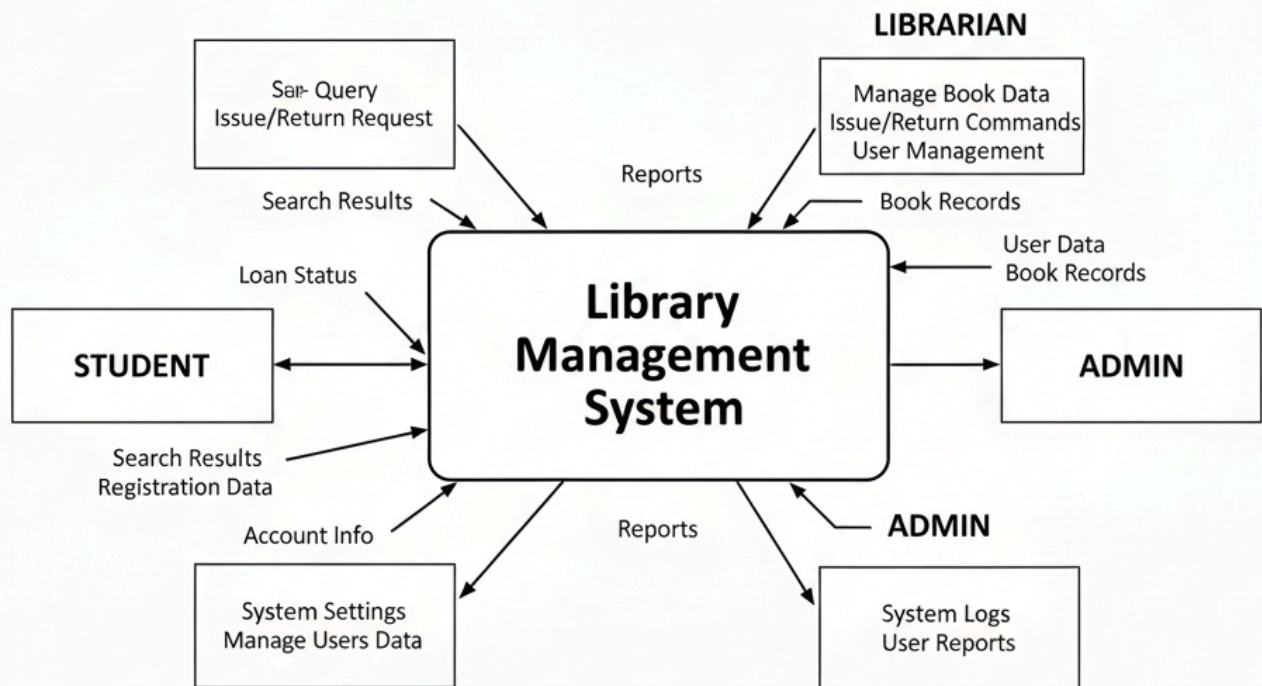 LIBRARIAN
Query
Issue/Return Request
Manage Book Data
Issue/Return Commands
User Management
Reports
Search Results
Book Records
User Data
Book Records
Loan Status
Library
Management
System
STUDENT
ADMIN
Search Results
Registration Data
Account Info
Reports
ADMIN
System Settings
Manage Users Data
System Logs
User Reports